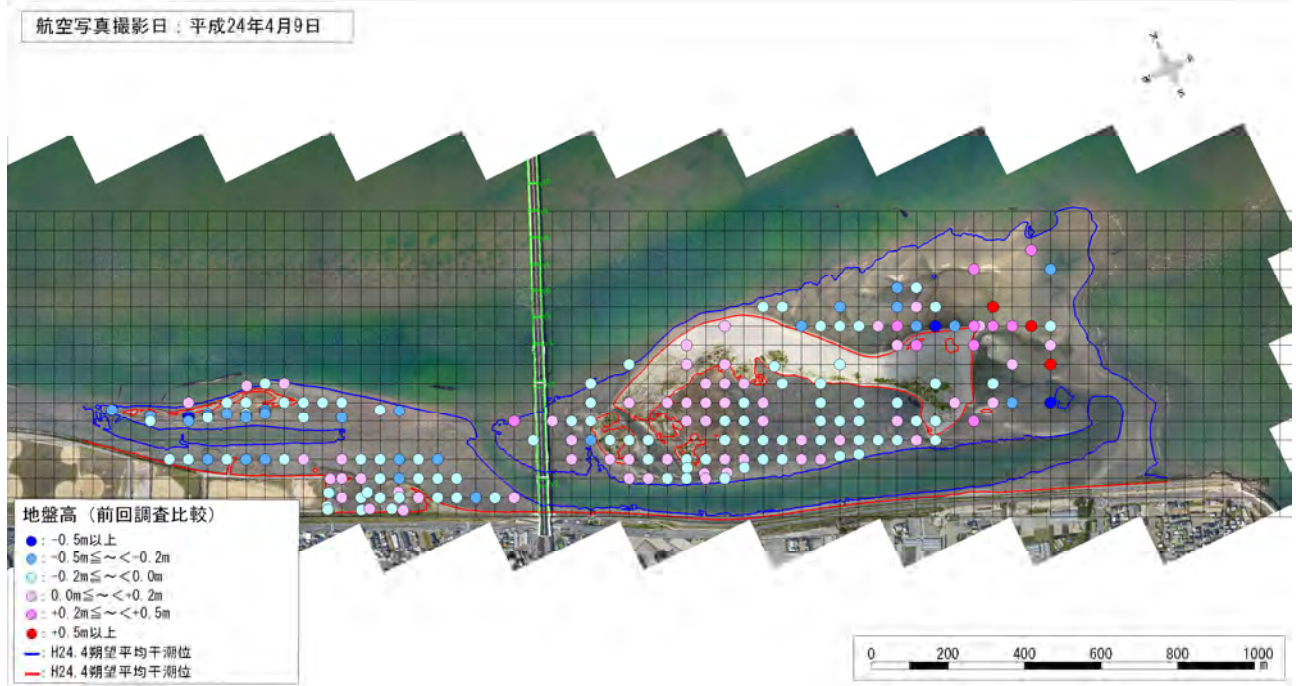 航空写真撮影日：平成24年4月9日
N
E
W
S
地盤高（前回調査比較）
：-0.5m以上
：-0.5m≦～<-0.2m
：-0.2m≦～<0.0m
：0.0m≦～<+0.2m
：+0.2m≦～<+0.5m
：+0.5m以上
：H24.4朔望平均干潮位
：H24.4朔望平均干潮位
0 200 400 600 800 1000
m